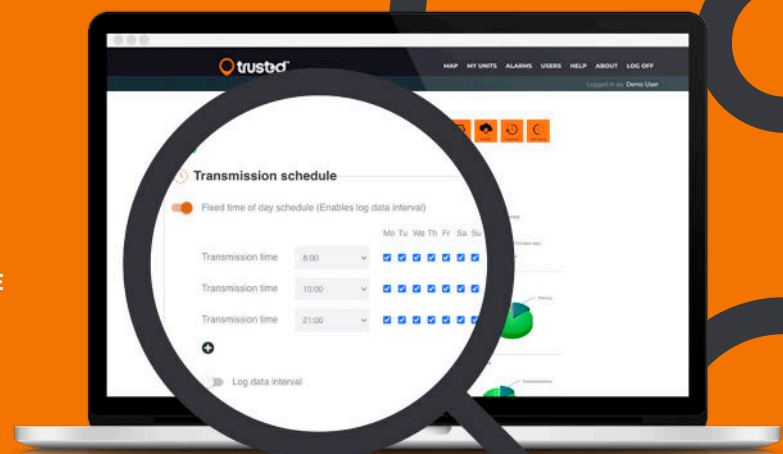 trusted
MAP MY UNITS ALARMS USERS HELP ABOUT LOG OFF
Logged in as: Demo User
Transmission schedule
Fixed time of day schedule (Enables log data interval)
Mo Tu We Th Fr Sa Su
Transmission time 8:00
Transmission time 15:00
Transmission time 21:00
Log data interval
E